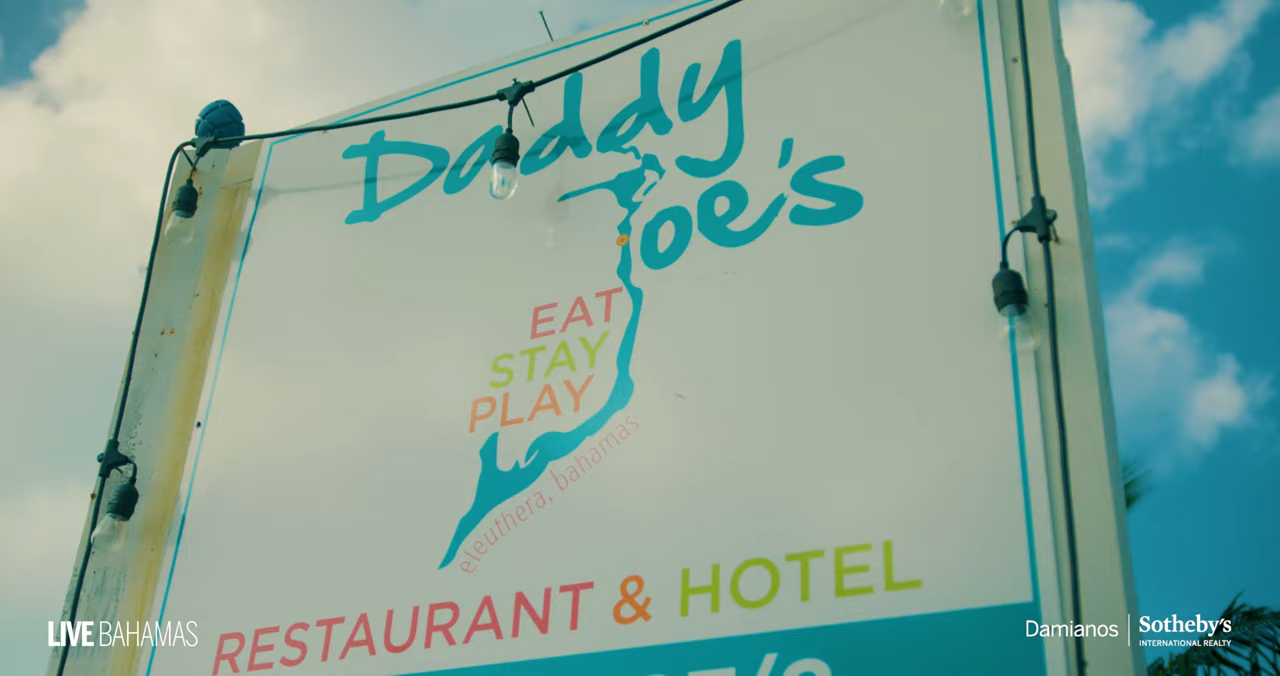 Daddy
Joe's
EAT
STAY
PLAY
eleuthera, bahamas
RESTAURANT & HOTEL
LIVE BAHAMAS
Damianos | Sotheby's
INTERNATIONAL REALTY